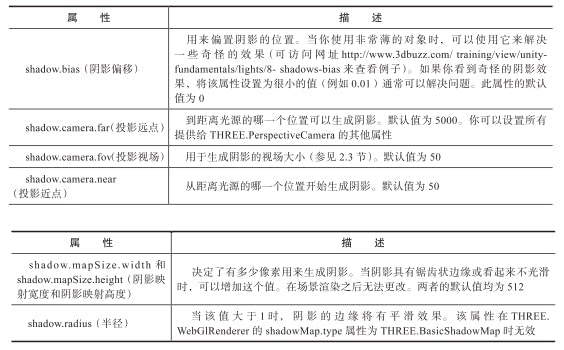 属 性 描 述
用来偏置阴影的位置。当你使用非常薄的对象时，可以使用它来解决
一些奇怪的效果（可访问网址 http://www.3dbuzz.com/ training/view/unity-
shadow.bias（阴影偏移） fundamentals/lights/8- shadows-bias 来查看例子）。如果你看到奇怪的阴影效
果，将该属性设置为很小的值（例如 0.01）通常可以解决问题。此属性的默认
值为 0
shadow.camera.far（投影远点） 到距离光源的哪一个位置可以生成阴影。默认值为 5000。你可以设置所有
提供给 THREE.PerspectiveCamera 的其他属性
shadow.camera.fov（投影视场） 用于生成阴影的视场大小（参见 2.3 节）。默认值为 50
shadow.camera.near
（投影近点） 从距离光源的哪一个位置开始生成阴影。默认值为 50
属 性 描 述
shadow.mapSize.width 和
shadow.mapSize.height（阴影映
射宽度和阴影映射高度） 决定了有多少像素用来生成阴影。当阴影具有锯齿状边缘或看起来不光滑
时，可以增加这个值。在场景渲染之后无法更改。两者的默认值均为 512
shadow.radius（半径） 当该值大于 1 时，阴影的边缘将有平滑效果。该属性在 THREE.
WebGlRenderer 的 shadowMap.type 属性为 THREE.BasicShadowMap 时无效